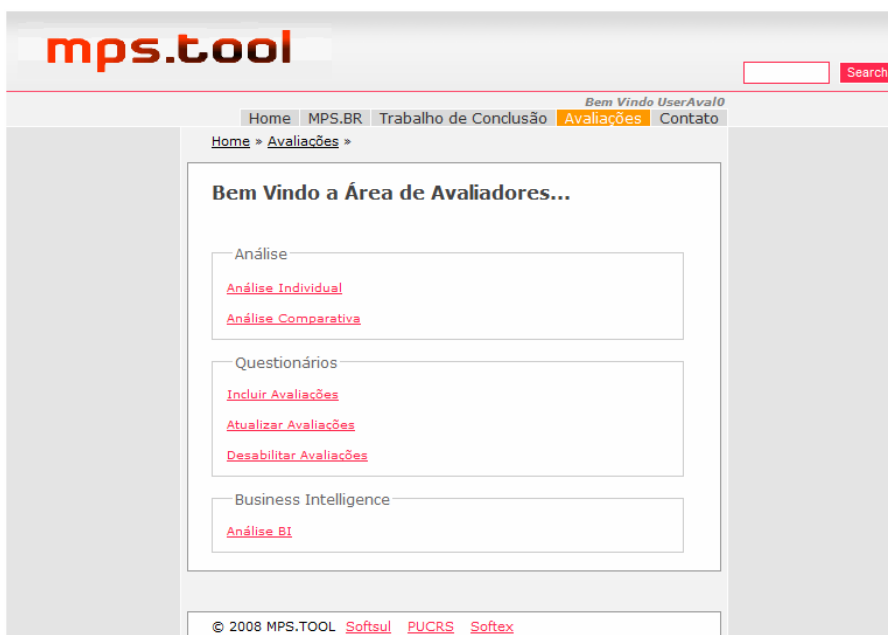 mps.tool
Search
Bem Vindo UserAval0
Home MPS.BR Trabalho de Conclusão Avaliações Contato
Home » Avaliações »
Bem Vindo a Área de Avaliadores...
Análise
Análise Individual
Análise Comparativa
Questionários
Incluir Avaliações
Atualizar Avaliações
Desabilitar Avaliações
Business Intelligence
Análise BI
© 2008 MPS.TOOL Softsul PUCRS Softex